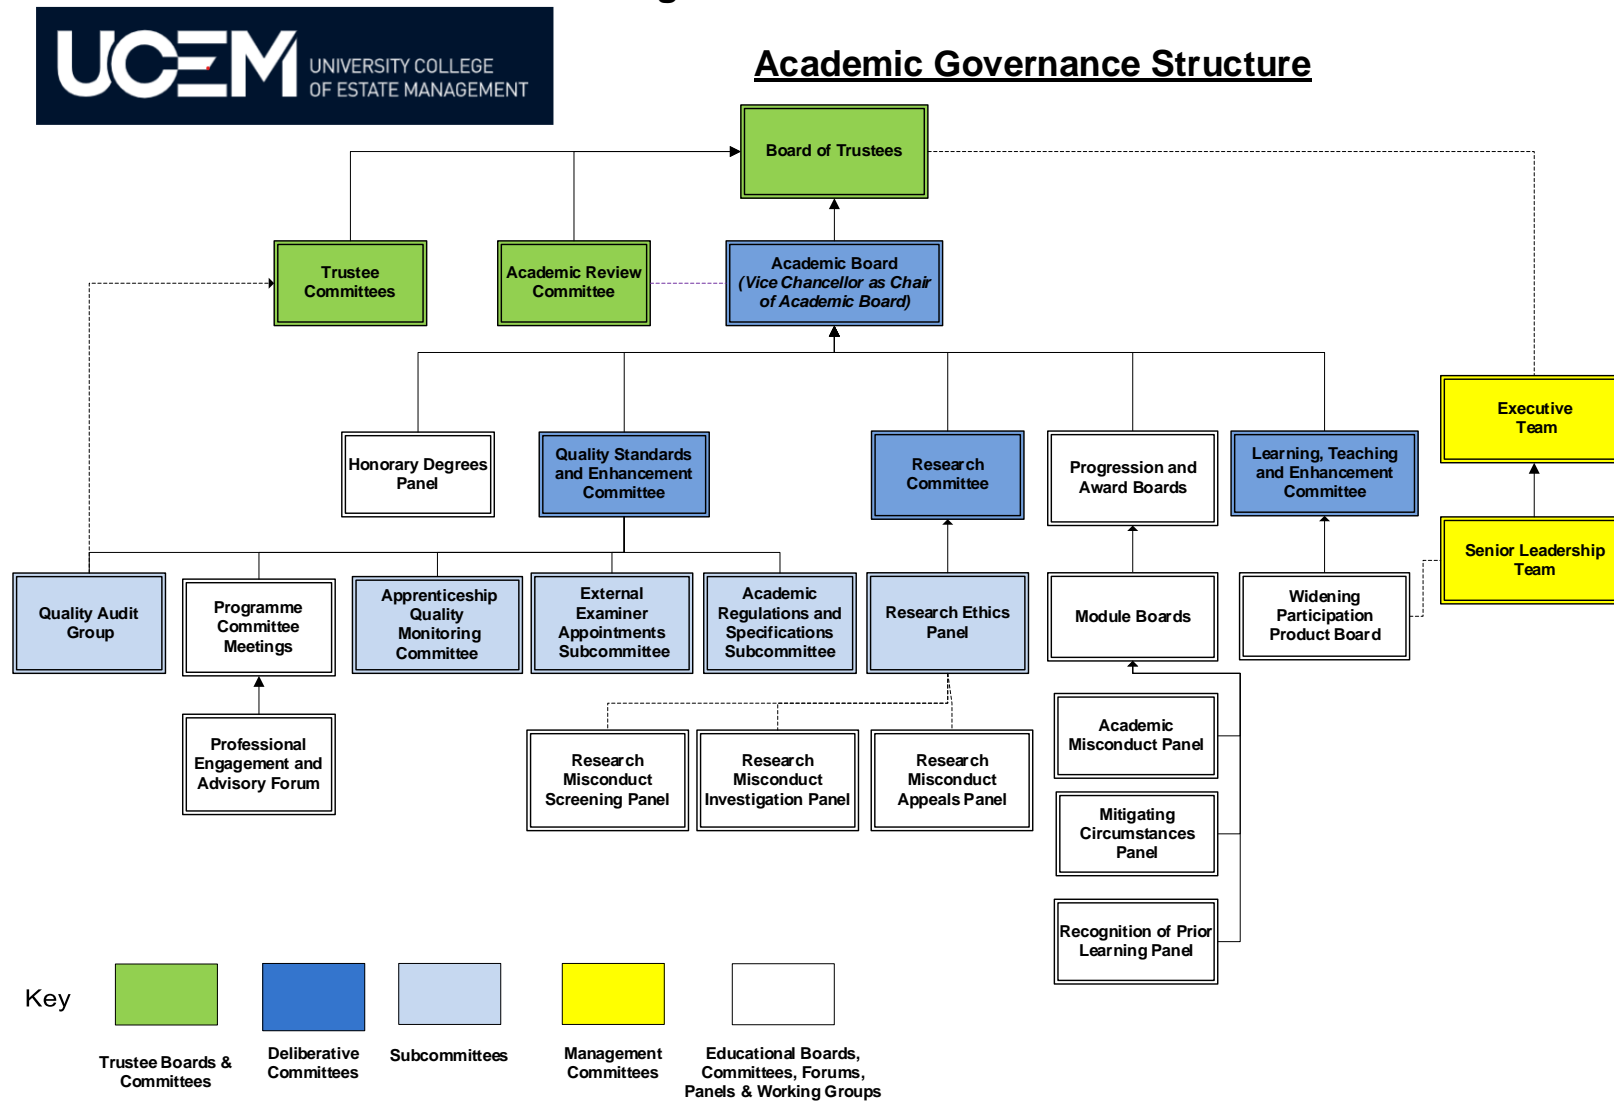 g
UCEM
UNIVERSITY COLLEGE
OF ESTATE MANAGEMENT
Academic Governance Structure
Board of Trustees
Trustee
Committees
Academic Review
Committee
Academic Board
(Vice Chancellor as Chair
of Academic Board)
Executive
Team
Honorary Degrees
Panel
Quality Standards
and Enhancement
Committee
Research
Committee
Progression and
Award Boards
Learning, Teaching
and Enhancement
Committee
Senior Leadership
Team
Quality Audit
Group
Programme
Committee
Meetings
Apprenticeship
Quality
Monitoring
Committee
External
Examiner
Appointments
Subcommittee
Academic
Regulations and
Specifications
Subcommittee
Research Ethics
Panel
Module Boards
Widening
Participation
Product Board
Professional
Engagement and
Advisory Forum
Research
Misconduct
Screening Panel
Research
Misconduct
Investigation Panel
Research
Misconduct
Appeals Panel
Academic
Misconduct Panel
Mitigating
Circumstances
Panel
Recognition of Prior
Learning Panel
Key
Trustee Boards &
Committees
Deliberative
Committees
Subcommittees
Management
Committees
Educational Boards,
Committees, Forums,
Panels & Working Groups